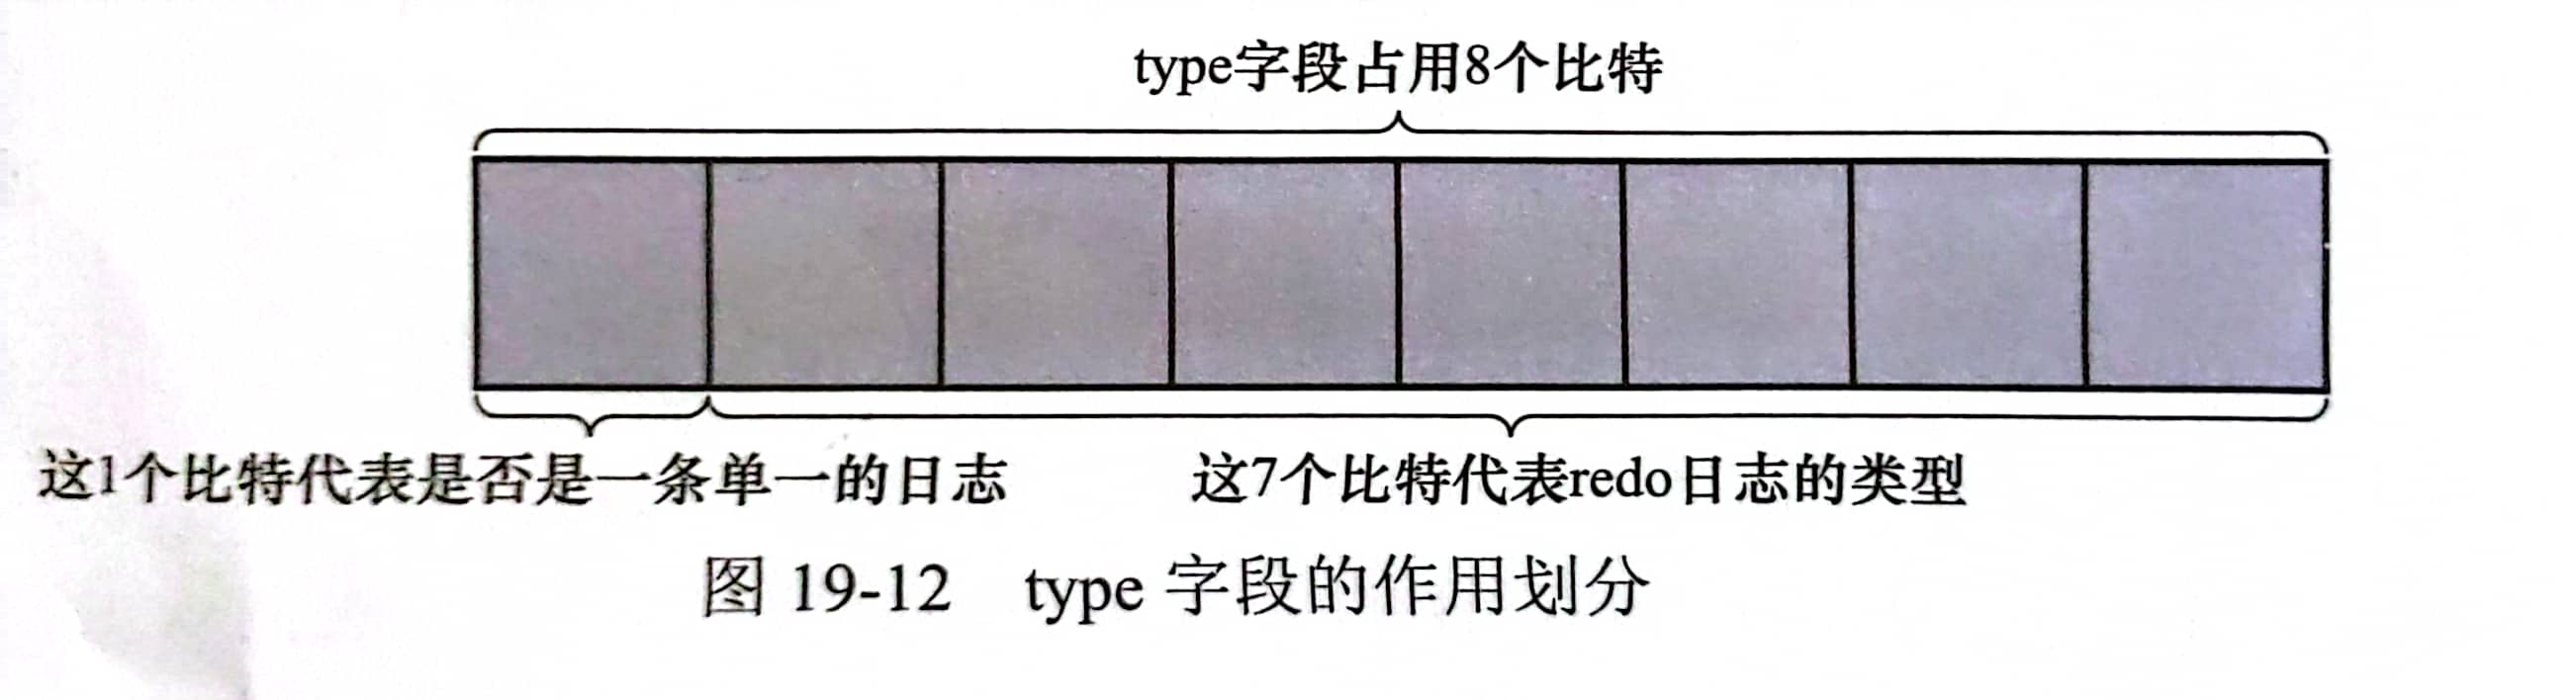 type字段占用8个比特
这1个比特代表是否是一条单一的日志
这7个比特代表redo日志的类型
图 19-12 type 字段的作用划分